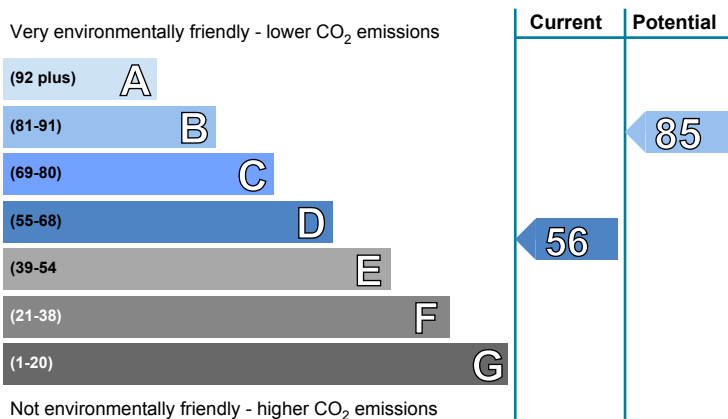 Current Potential
Very environmentally friendly - lower CO2 emissions
(92 plus) A
(81-91) B
85
(69-80) C
(55-68) D
56
(39-54 E
(21-38) F
(1-20) G
Not environmentally friendly - higher CO2 emissions